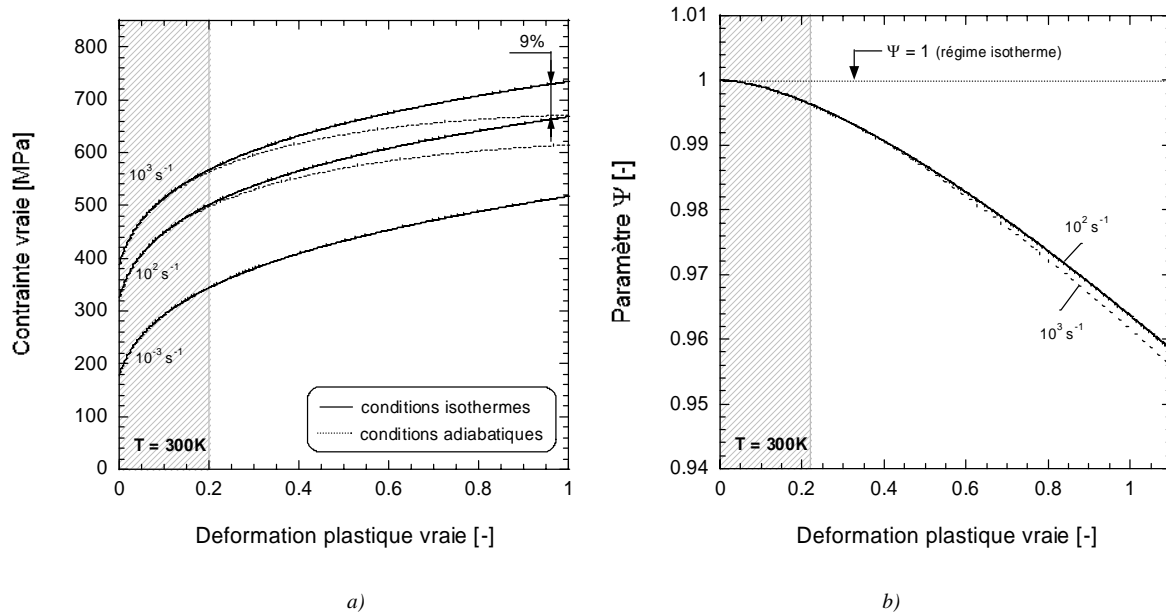 Contrainte vraie [MPa]
800
700
600
500
400
300
200
100
0
9%
10³ s⁻¹
10² s⁻¹
10⁻³ s⁻¹
conditions isothermes
conditions adiabatiques
T = 300K
0 0.2 0.4 0.6 0.8 1
Deformation plastique vraie [-]
a)
Paramètre Ψ [-]
1.01
1
0.99
0.98
0.97
0.96
0.95
0.94
Ψ = 1 (régime isotherme)
10² s⁻¹
10³ s⁻¹
T = 300K
0 0.2 0.4 0.6 0.8 1
Deformation plastique vraie [-]
b)